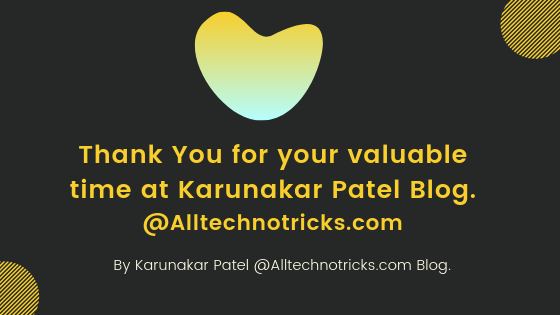 Thank You for your valuable
time at Karunakar Patel Blog.
@Alltechnotricks.com
By Karunakar Patel @Alltechnotricks.com Blog.